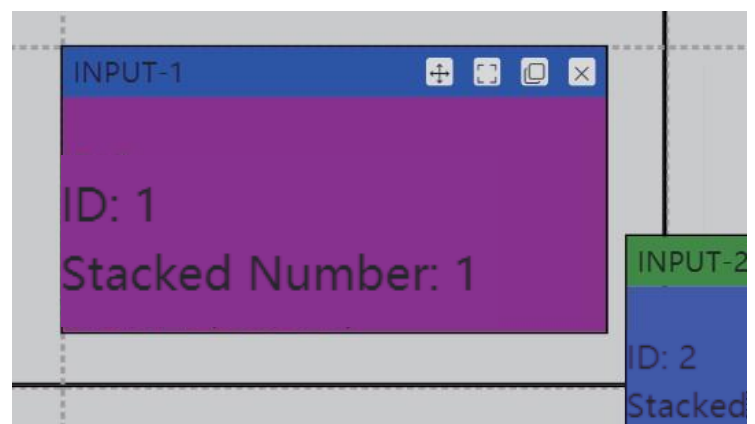 INPUT-1
ID: 1
Stacked Number: 1
INPUT-2
ID: 2
Stacked